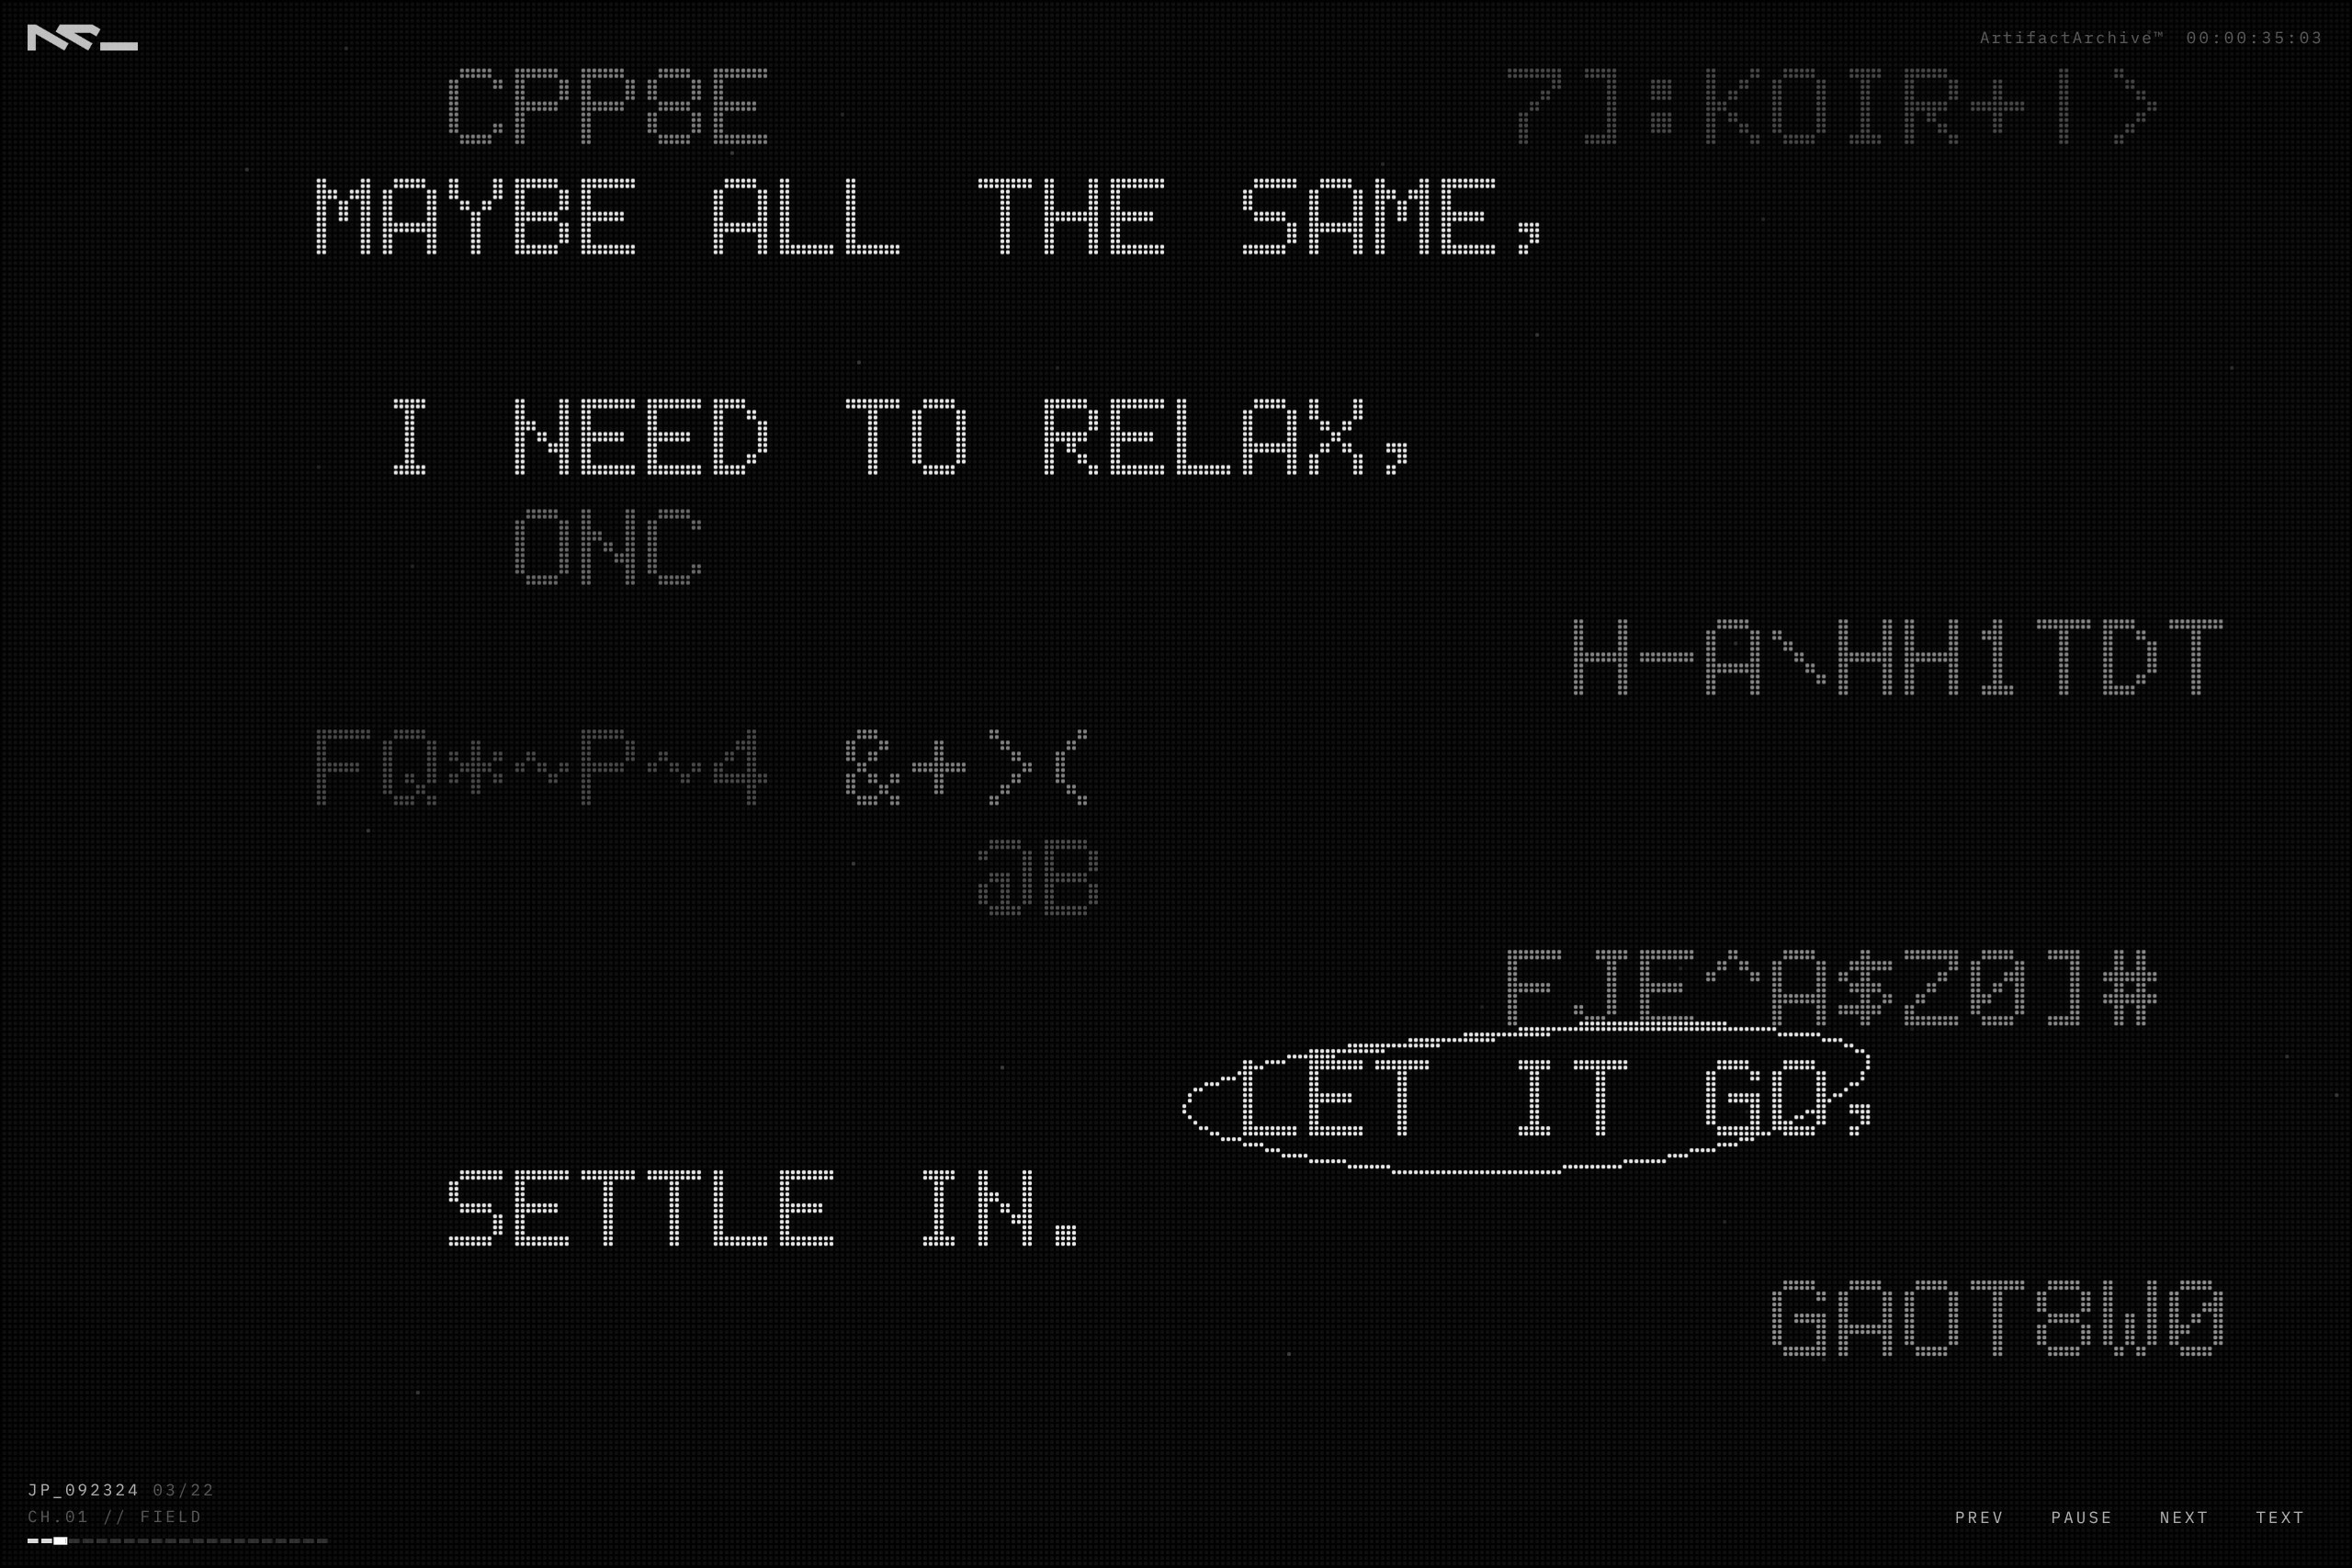 ArtifactArchive™ 00:00:35:03
CPP8E 7]:KOIR+|>
MAYBE ALL THE SAME,
I NEED TO RELAX,
ONC
H-A\HH1TDT
FQ*~P~4 &+>(
@B
EJE^A$Z0]#
LET IT GO,
SETTLE IN.
GAOT8W0
JP_092324 03/22
CH.01 // FIELD
PREV PAUSE NEXT TEXT